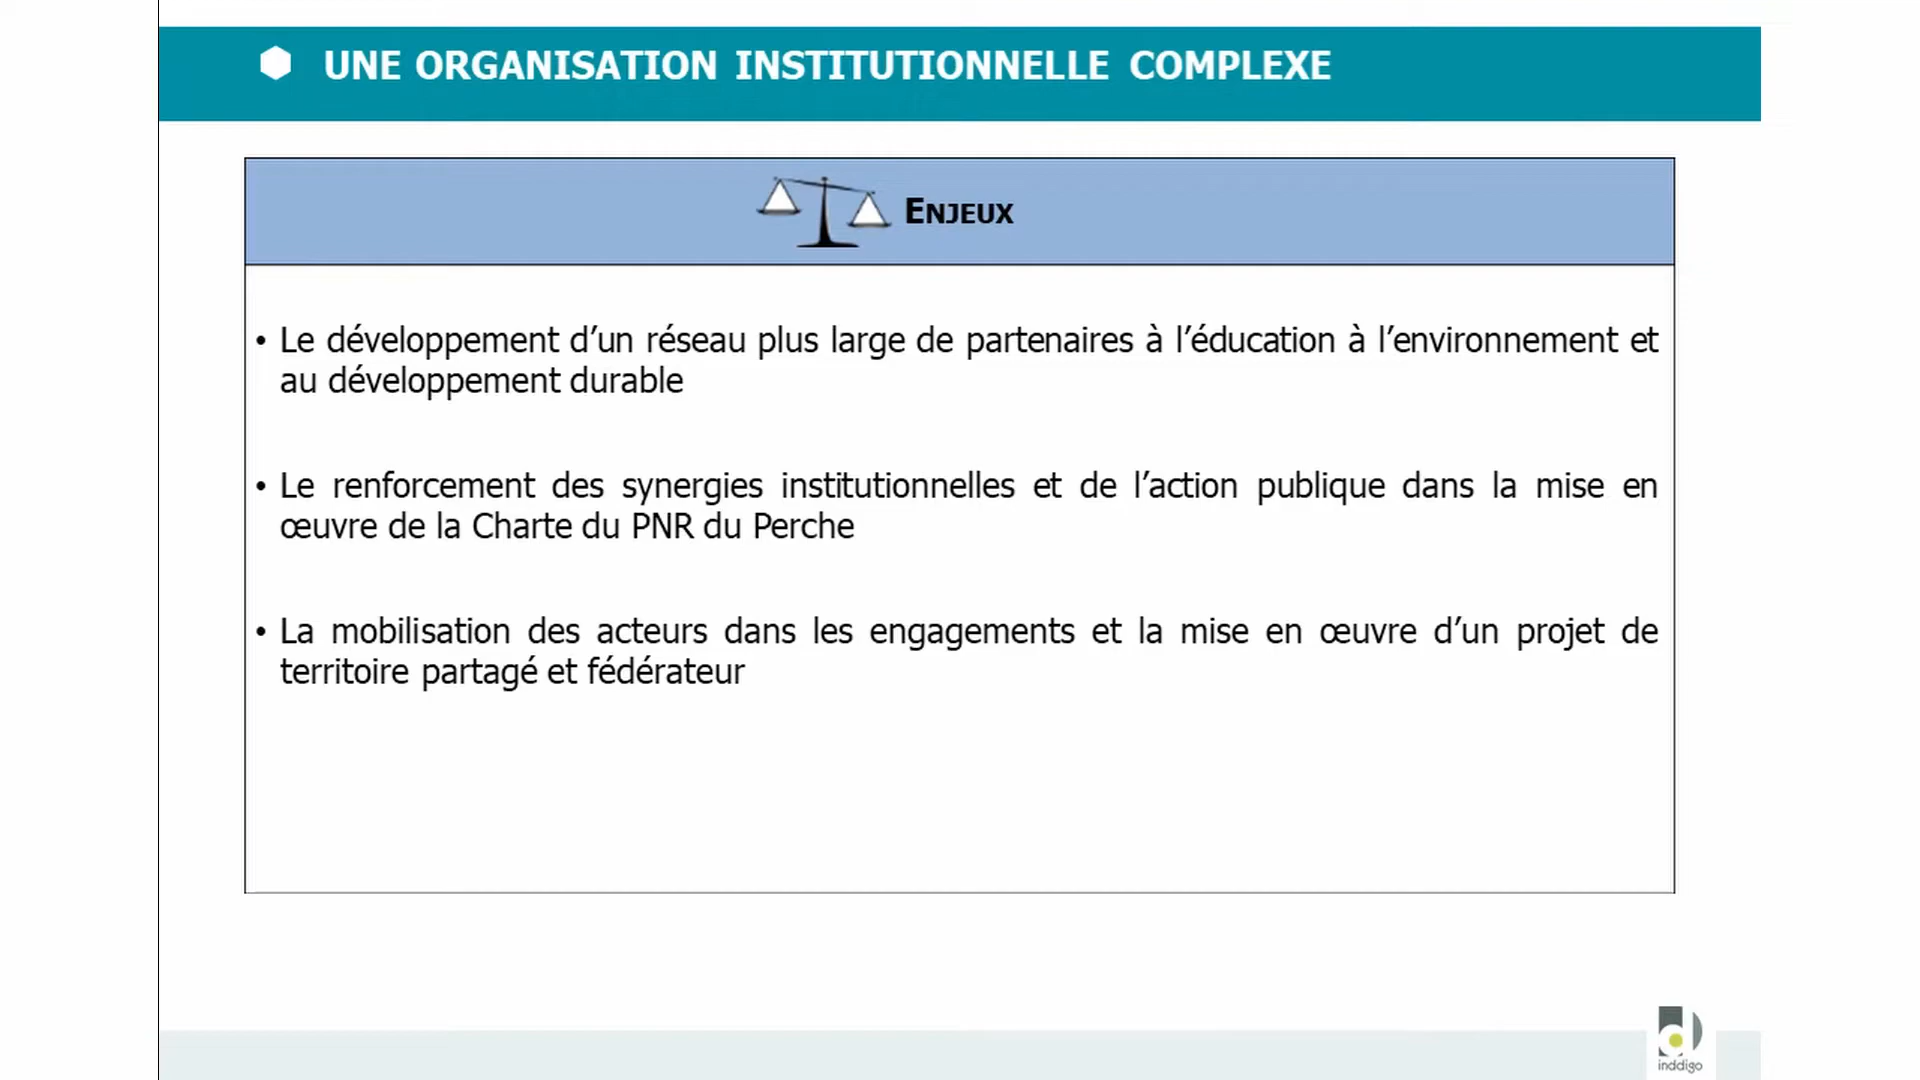 UNE ORGANISATION INSTITUTIONNELLE COMPLEXE
ENJEUX
• Le développement d’un réseau plus large de partenaires à l’éducation à l’environnement et
au développement durable
• Le renforcement des synergies institutionnelles et de l’action publique dans la mise en
œuvre de la Charte du PNR du Perche
• La mobilisation des acteurs dans les engagements et la mise en œuvre d’un projet de
territoire partagé et fédérateur
inddigo